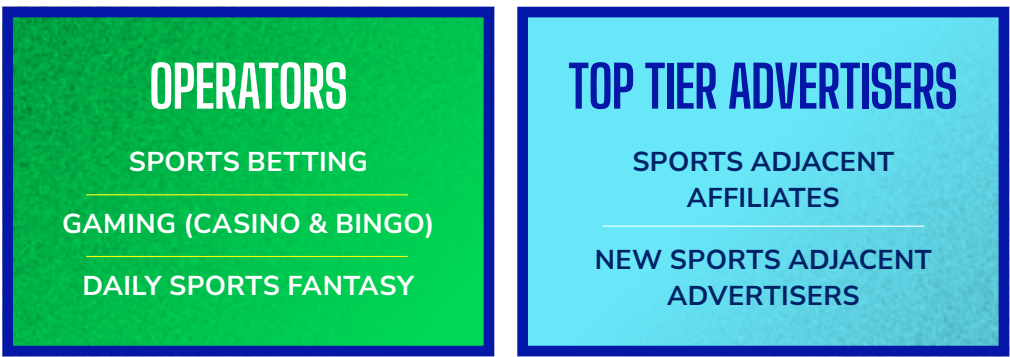 OPERATORS
SPORTS BETTING
GAMING (CASINO & BINGO)
DAILY SPORTS FANTASY
TOP TIER ADVERTISERS
SPORTS ADJACENT
AFFILIATES
NEW SPORTS ADJACENT
ADVERTISERS